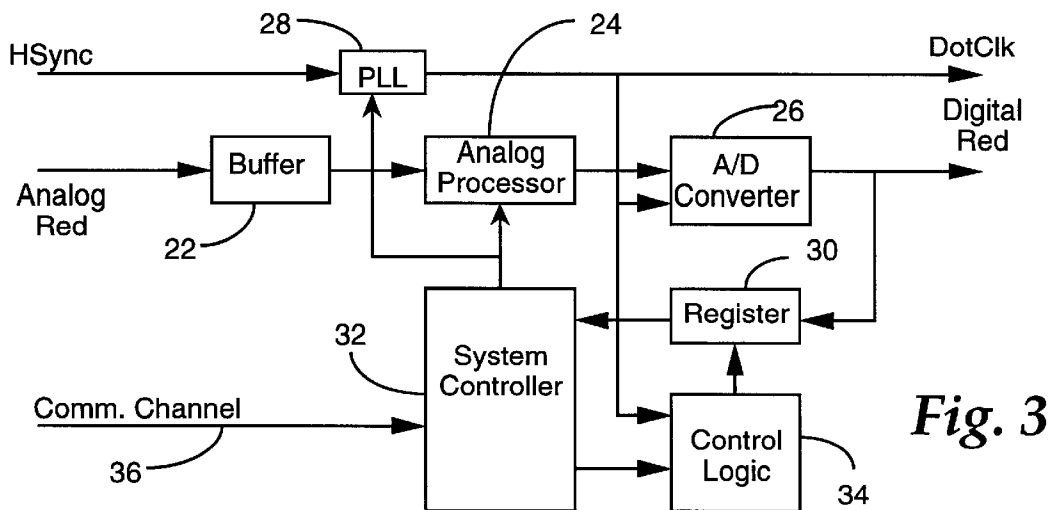 28
24
HSync
PLL
DotClk
26
Digital
Red
Buffer
Analog
Processor
A/D
Converter
Analog
Red
22
30
Register
32
System
Controller
Comm. Channel
36
Control
Logic
34
Fig. 3